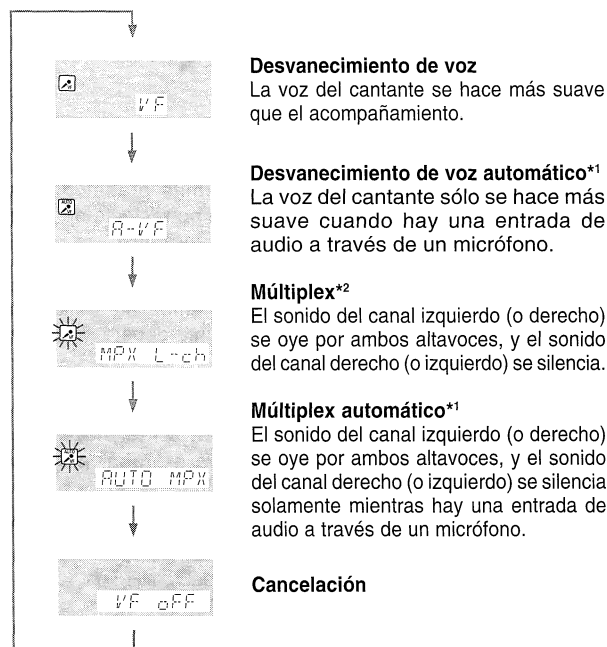 Desvanecimiento de voz
La voz del cantante se hace más suave
que el acompañamiento.
VF
Desvanecimiento de voz automático*1
La voz del cantante sólo se hace más
suave cuando hay una entrada de
audio a través de un micrófono.
AUTO
A-VF
Múltiplex*2
El sonido del canal izquierdo (o derecho)
se oye por ambos altavoces, y el sonido
del canal derecho (o izquierdo) se silencia.
MPX L-ch
Múltiplex automático*1
El sonido del canal izquierdo (o derecho)
se oye por ambos altavoces, y el sonido
del canal derecho (o izquierdo) se silencia
solamente mientras hay una entrada de
audio a través de un micrófono.
AUTO
AUTO MPX
Cancelación
VF oFF